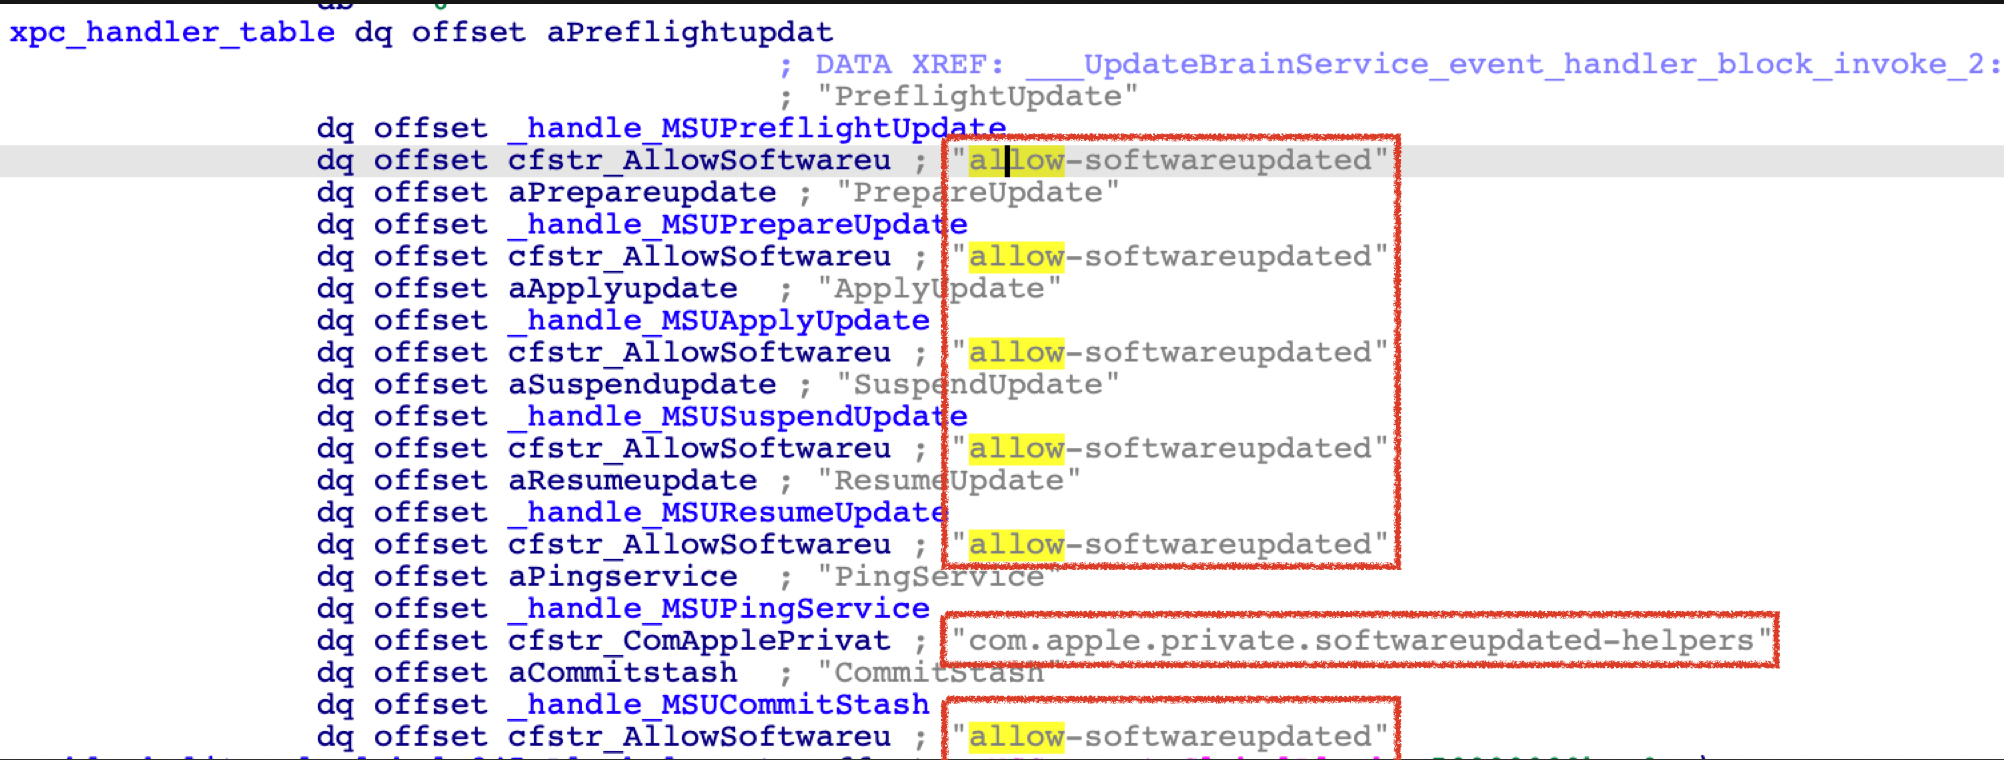 xpc_handler_table dq offset aPreflightupdat
; DATA XREF: ___UpdateBrainService_event_handler_block_invoke_2:
; "PreflightUpdate"
dq offset _handle_MSUPreflightUpdate
dq offset cfstr_AllowSoftwareu ; "allow-softwareupdated"
dq offset aPrepareupdate ; "PrepareUpdate"
dq offset _handle_MSUPrepareUpdate
dq offset cfstr_AllowSoftwareu ; "allow-softwareupdated"
dq offset aApplyupdate ; "ApplyUpdate"
dq offset _handle_MSUApplyUpdate
dq offset cfstr_AllowSoftwareu ; "allow-softwareupdated"
dq offset aSuspendupdate ; "SuspendUpdate"
dq offset _handle_MSUSuspendUpdate
dq offset cfstr_AllowSoftwareu ; "allow-softwareupdated"
dq offset aResumeupdate ; "ResumeUpdate"
dq offset _handle_MSUResumeUpdate
dq offset cfstr_AllowSoftwareu ; "allow-softwareupdated"
dq offset aPingservice ; "PingService"
dq offset _handle_MSUPingService
dq offset cfstr_ComApplePrivat ; "com.apple.private.softwareupdated-helpers"
dq offset aCommitstash ; "CommitStash"
dq offset _handle_MSUCommitStash
dq offset cfstr_AllowSoftwareu ; "allow-softwareupdated"